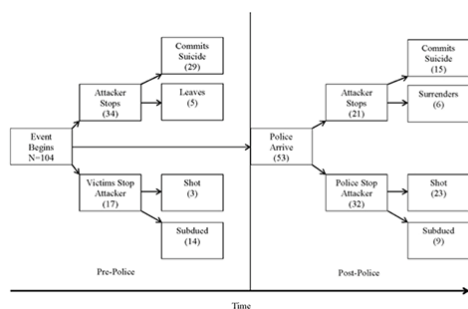 Commits
Suicide
(29)
Attacker
Stops
(34)
Leaves
(5)
Event
Begins
N=104
Victims Stop
Attacker
(17)
Shot
(3)
Subdued
(14)
Pre-Police
Commits
Suicide
(15)
Attacker
Stops
(21)
Surrenders
(6)
Police
Arrive
(53)
Police Stop
Attacker
(32)
Shot
(23)
Subdued
(9)
Post-Police
Time